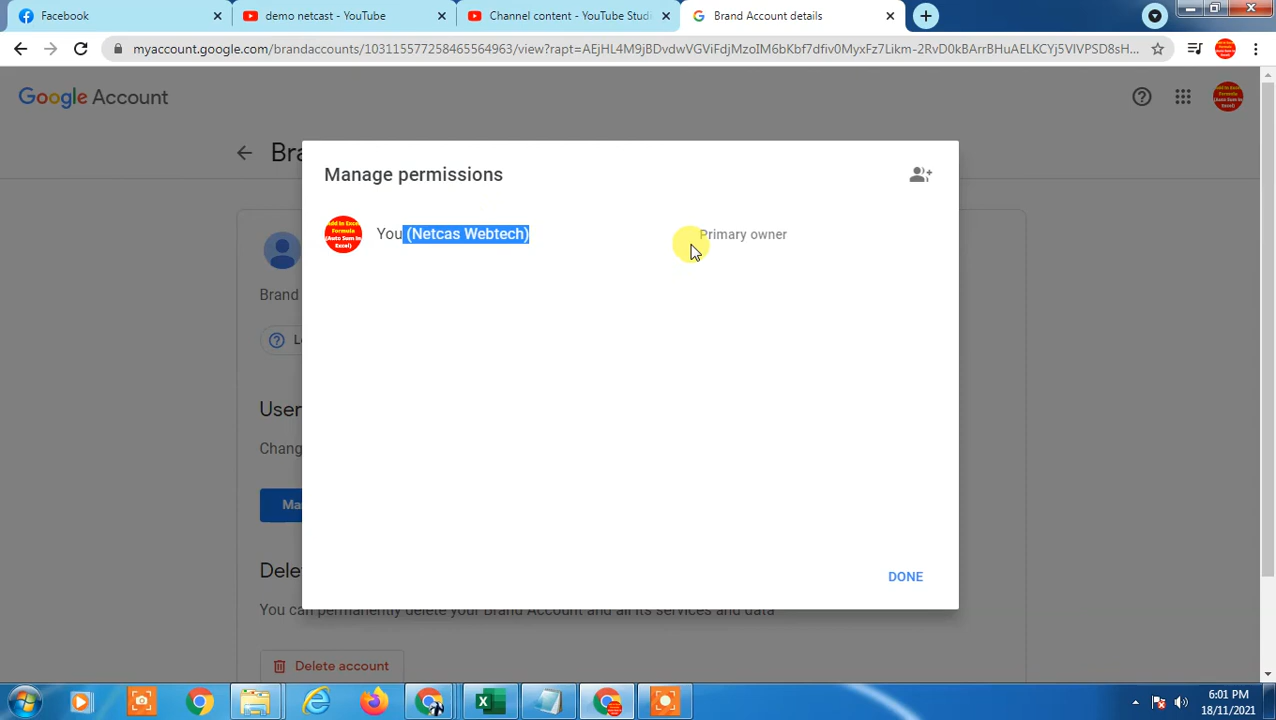 Facebook
demo netcast - YouTube
Channel content - YouTube Studi
Brand Account details
myaccount.google.com/brandaccounts/103115577258465564963/view?rapt=
Google Account
Bra
Manage permissions
You (Netcas Webtech)
Primary owner
Brand
L
User
Chang
Ma
DONE
Dele
You can permanently delete your Brand Account and all its services and data
Delete account
6:01 PM
18/11/2021